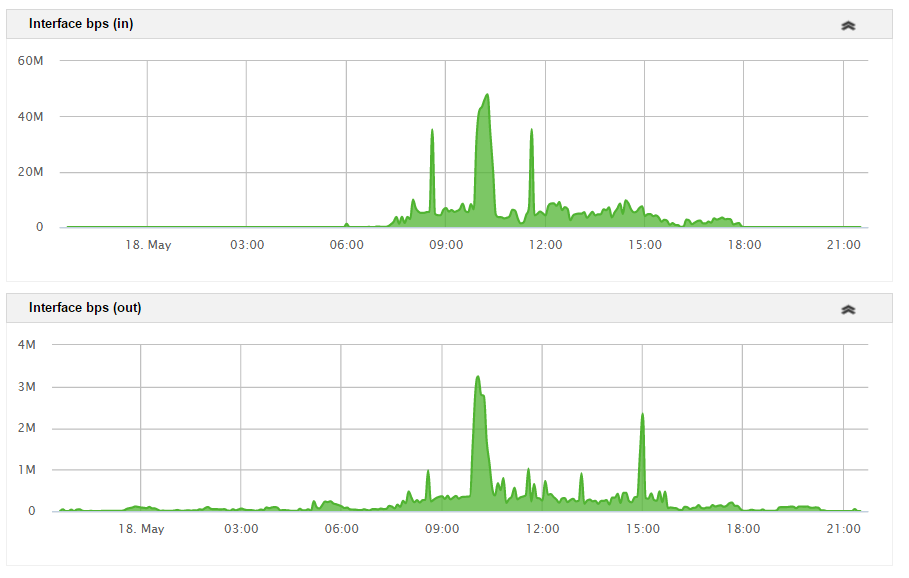 Interface bps (in)
60M
40M
20M
0
18. May 03:00 06:00 09:00 12:00 15:00 18:00 21:00
Interface bps (out)
4M
3M
2M
1M
0
18. May 03:00 06:00 09:00 12:00 15:00 18:00 21:00